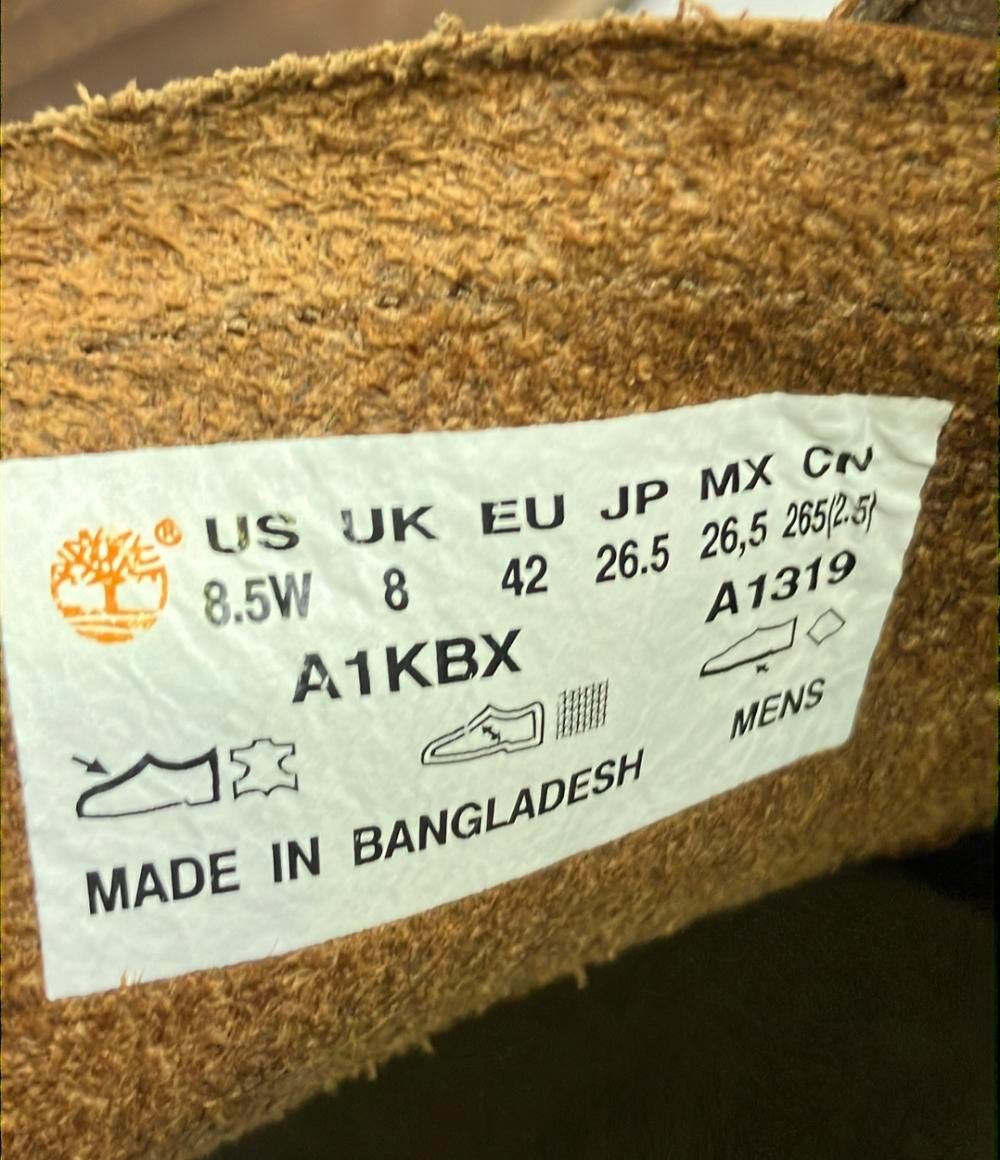 ® US UK EU JP MX CN
8.5W 8 42 26.5 26,5 265(2.5)
A1KBX A1319
MENS
MADE IN BANGLADESH